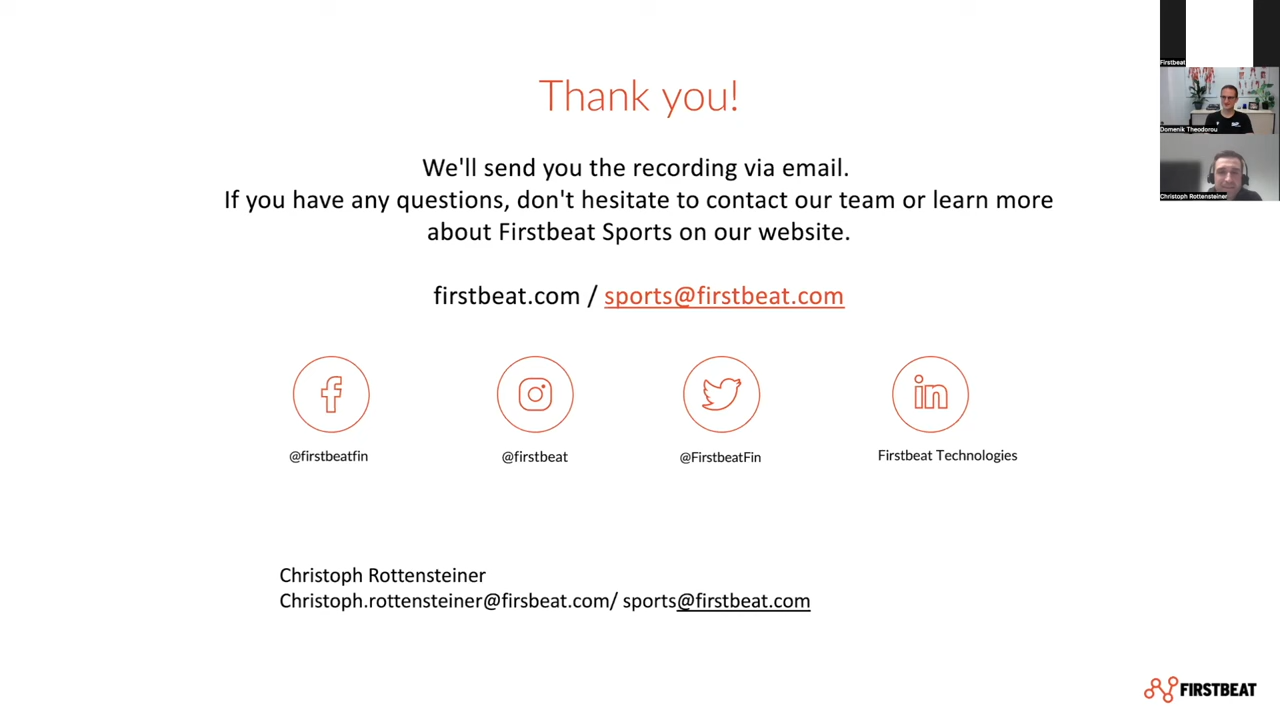 Thank you!
We'll send you the recording via email.
If you have any questions, don't hesitate to contact our team or learn more
about Firstbeat Sports on our website.
firstbeat.com / sports@firstbeat.com
@firstbeatfin
@firstbeat
@FirstbeatFin
Firstbeat Technologies
Christoph Rottensteiner
Christoph.rottensteiner@firsbeat.com/ sports@firstbeat.com
FIRSTBEAT
Firstbeat
Domenik Theodorou
Christoph Rottensteiner